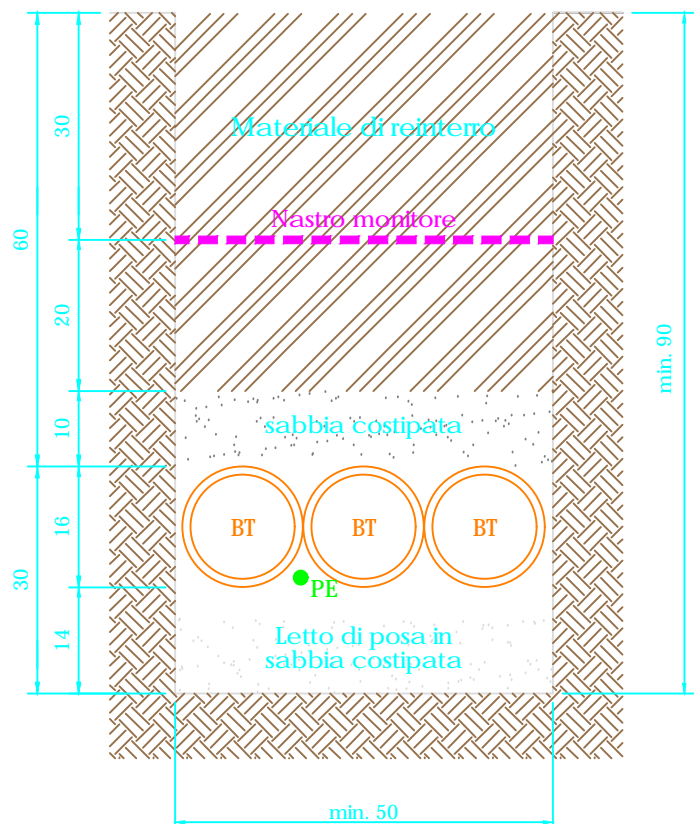 30
Materiale di reinterro
Nastro monitore
60
20
min. 90
10
sabbia costipata
16
BT BT BT
30
PE
14
Letto di posa in
sabbia costipata
min. 50